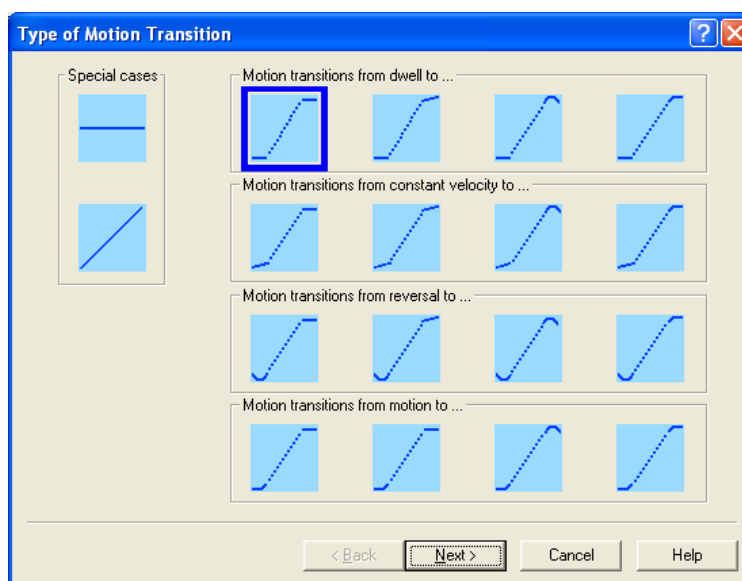 Type of Motion Transition
Special cases
Motion transitions from dwell to ...
Motion transitions from constant velocity to ...
Motion transitions from reversal to ...
Motion transitions from motion to ...
< Back
Next >
Cancel
Help